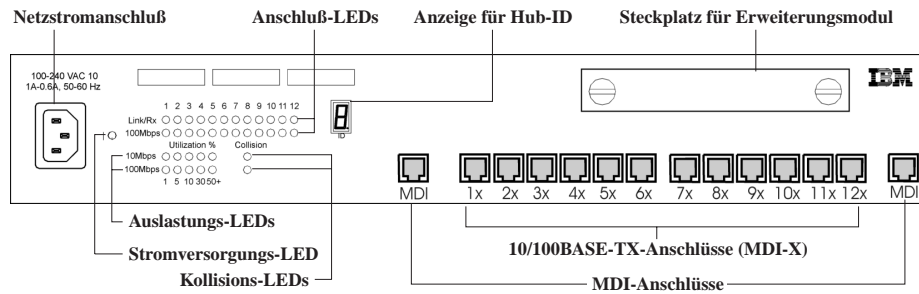 Netzstromanschluß
Anschluß-LEDs
Anzeige für Hub-ID
Steckplatz für Erweiterungsmodul
100-240 VAC 10
1A-0.6A, 50-60 Hz
IBM
1 2 3 4 5 6 7 8 9 10 11 12
Link/Rx
100Mbps
ID
Utilization % Collision
10Mbps
100Mbps
1 5 10 30 50+
MDI 1x 2x 3x 4x 5x 6x 7x 8x 9x 10x 11x 12x MDI
Auslastungs-LEDs
Stromversorgungs-LED
Kollisions-LEDs
10/100BASE-TX-Anschlüsse (MDI-X)
MDI-Anschlüsse